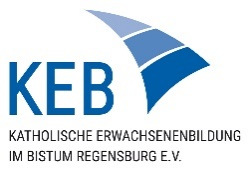 KEB
KATHOLISCHE ERWACHSENENBILDUNG
IM BISTUM REGENSBURG E.V.